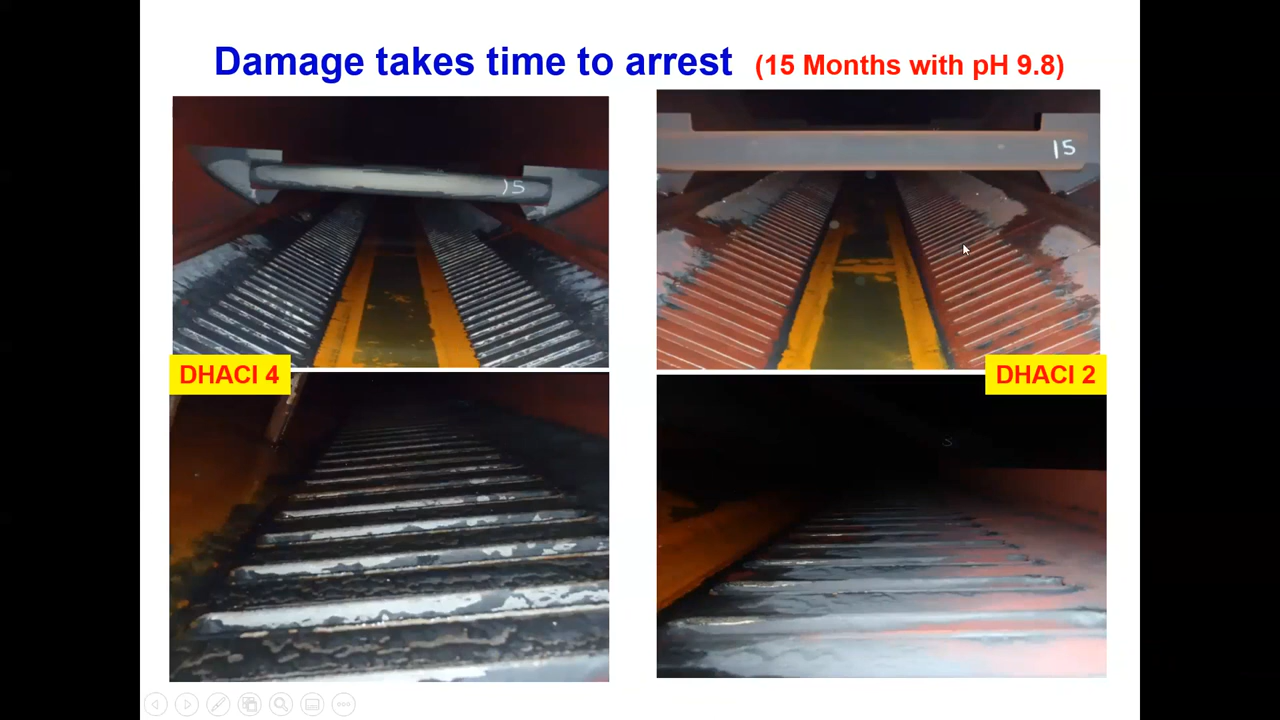 Damage takes time to arrest (15 Months with pH 9.8)
15
15
DHACI 4
DHACI 2